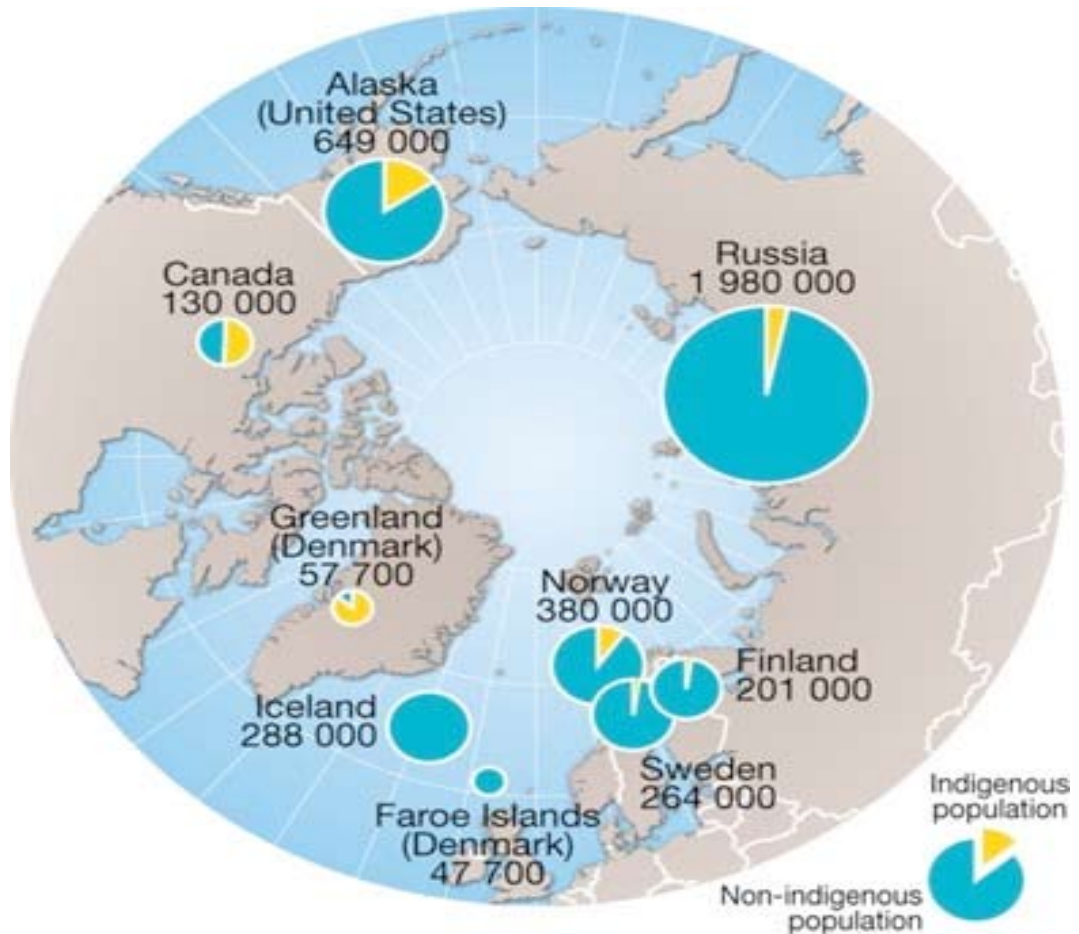 Alaska
(United States)
649 000
Russia
1 980 000
Canada
130 000
Greenland
(Denmark)
57 700
Norway
380 000
Finland
201 000
Iceland
288 000
Sweden
264 000
Faroe Islands
(Denmark)
47 700
Indigenous
population
Non-indigenous
population